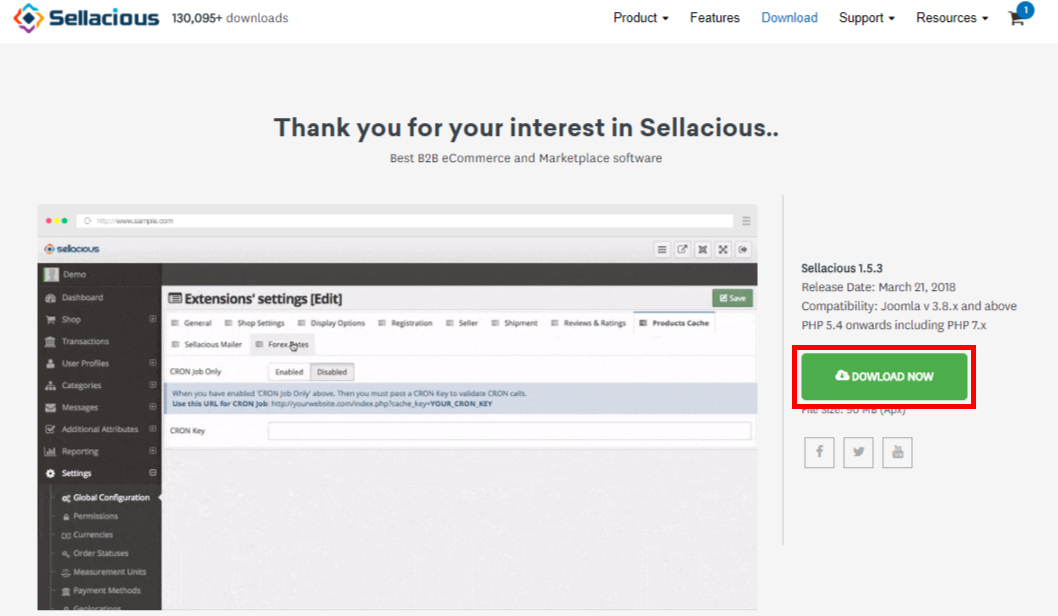 Sellacious 130,095+ downloads
Product Features Download Support Resources 1
Thank you for your interest in Sellacious..
Best B2B eCommerce and Marketplace software
http://www.sample.com
sellacious
Demo
Dashboard
Shop
Transactions
User Profiles
Categories
Messages
Additional Attributes
Reporting
Settings
Global Configuration
Permissions
Currencies
Order Statuses
Measurement Units
Payment Methods
Geolocations
Extensions' settings [Edit]
Save
General Shop Settings Display Options Registration Seller Shipment Reviews & Ratings Products Cache
Sellacious Mailer Forex Rates
CRON Job Only Enabled Disabled
When you have enabled 'CRON Job Only' above. Then you must pass a CRON Key to validate CRON calls.
Use this URL for CRON Job: http://yourwebsite.com/index.php?cache_key=YOUR_CRON_KEY
CRON Key
Sellacious 1.5.3
Release Date: March 21, 2018
Compatibility: Joomla v 3.8.x and above
PHP 5.4 onwards including PHP 7.x
DOWLOAD NOW
File Size: 50 MB (Apx)